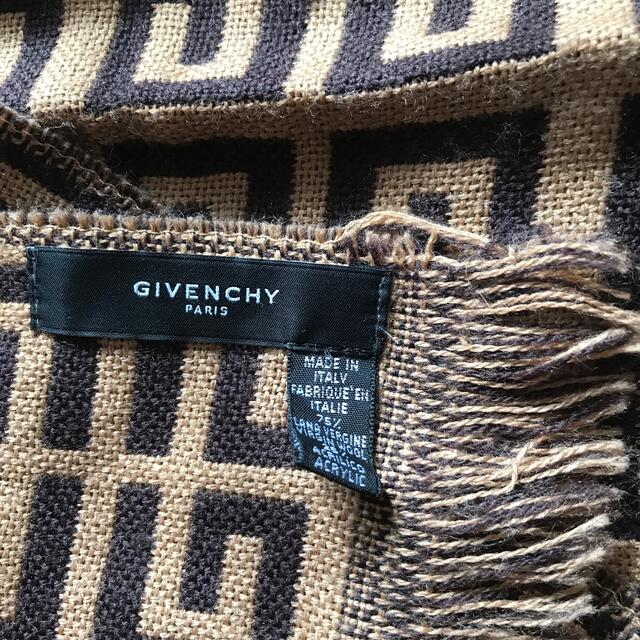 GIVENCHY
PARIS
MADE IN
ITALY
FABRIQUE EN
ITALIE
75%
LANA VERGINE
ACRYLIC